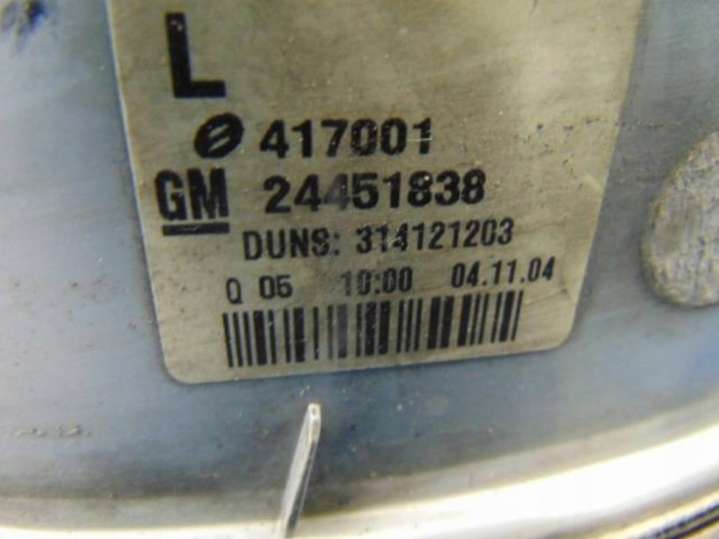 L
417001
GM 24451838
DUNS: 314121203
Q 05 10:00 04.11.04